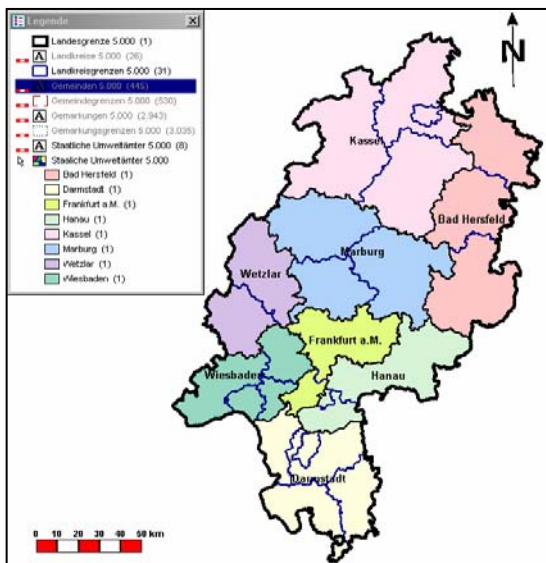 Legende
Landesgrenze 5.000 (1)
Landkreise 5.000 (26)
Landkreisgrenzen 5.000 (31)
Gemeinden 5.000 (445)
Gemeindegrenzen 5.000 (530)
Gemarkungen 5.000 (2.943)
Gemarkungsgrenzen 5.000 (3.035)
Staatliche Umweltämter 5.000 (8)
Staaliche Umweltämter 5.000
Bad Hersfeld (1)
Darmstadt (1)
Frankfurt a.M. (1)
Hanau (1)
Kassel (1)
Marburg (1)
Wetzlar (1)
Wiesbaden (1)
N
Kassel
Bad Hersfeld
Marburg
Wetzlar
Frankfurt a.M.
Wiesbaden
Hanau
Darmstadt
0 10 20 30 40 50 km